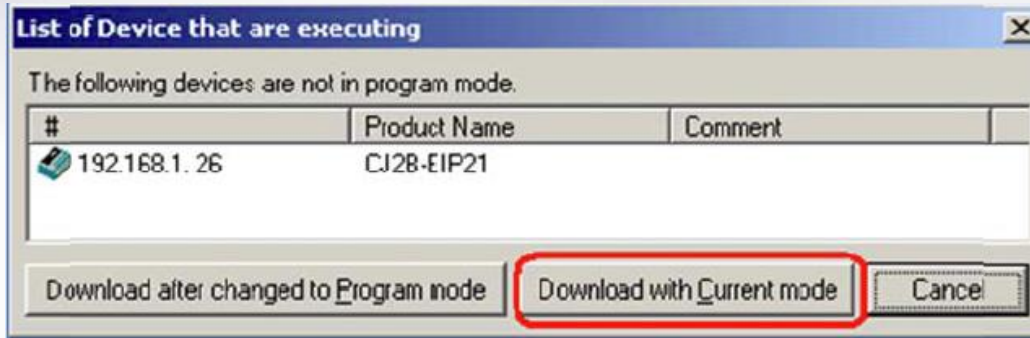 List of Device that are executing
The following devices are not in program mode.
# Product Name Comment
192.168.1. 26 CJ2B-EIP21
Download after changed to Program mode Download with Current mode Cancel